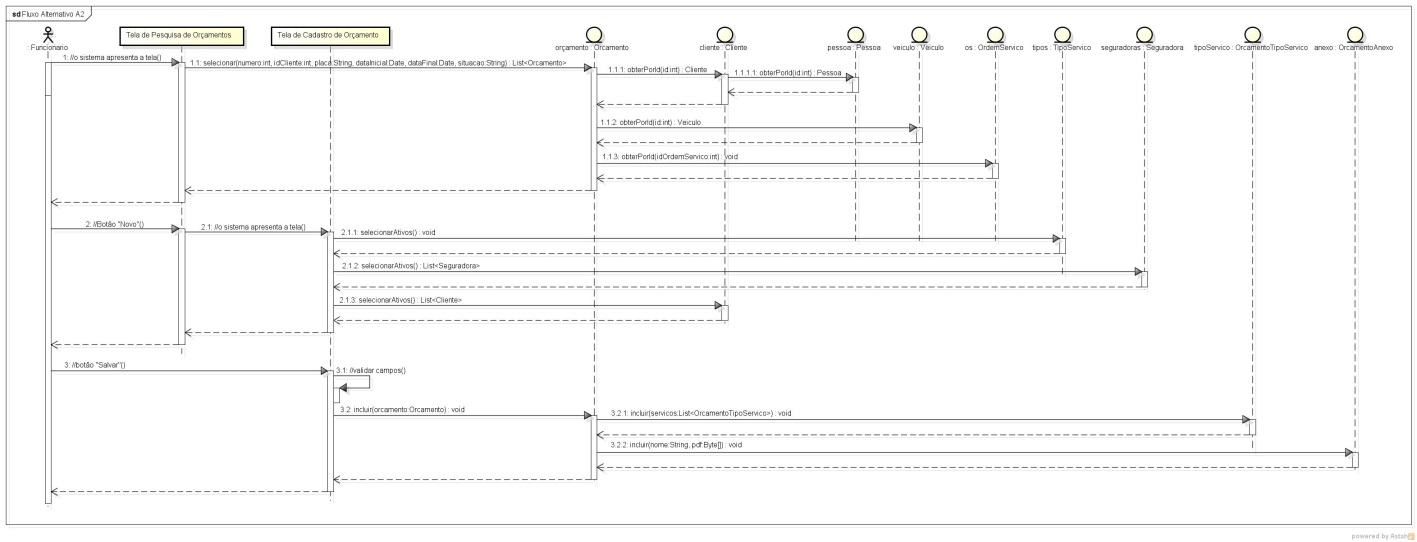 sd Fluxo Alternativo A2
: Funcionario
Tela de Pesquisa de Orçamentos
Tela de Cadastro de Orçamento
orçamento : Orcamento
cliente : Cliente
pessoa : Pessoa
veiculo : Veiculo
os : OrdemServico
tipos : TipoServico
seguradoras : Seguradora
tipoServico : OrcamentoTipoServico
anexo : OrcamentoAnexo
1: //o sistema apresenta a tela()
1.1: selecionar(numero:int, idCliente:int, placa:String, dataInicial:Date, dataFinal:Date, situacao:String) : List<Orcamento>
1.1.1: obterPorId(id:int) : Cliente
1.1.1.1: obterPorId(id:int) : Pessoa
1.1.2: obterPorId(id:int) : Veiculo
1.1.3: obterPorId(idOrdemServico:int) : void
2: //Botão "Novo"()
2.1: //o sistema apresenta a tela()
2.1.1: selecionarAtivos() : void
2.1.2: selecionarAtivos() : List<Seguradora>
2.1.3: selecionarAtivos() : List<Cliente>
3: //botão "Salvar"()
3.1: //validar campos()
3.2: incluir(orcamento:Orcamento) : void
3.2.1: incluir(servicos:List<OrcamentoTipoServico>) : void
3.2.2: incluir(nome:String, pdf:Byte[]) : void
powered by Astah